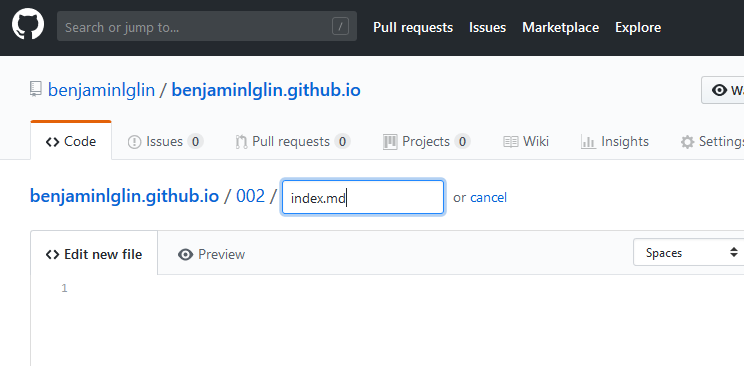 Search or jump to... / Pull requests Issues Marketplace Explore
benjaminlglin / benjaminlglin.github.io
Code Issues 0 Pull requests 0 Projects 0 Wiki Insights Settings
benjaminlglin.github.io / 002 / index.md or cancel
Edit new file Preview Spaces
1